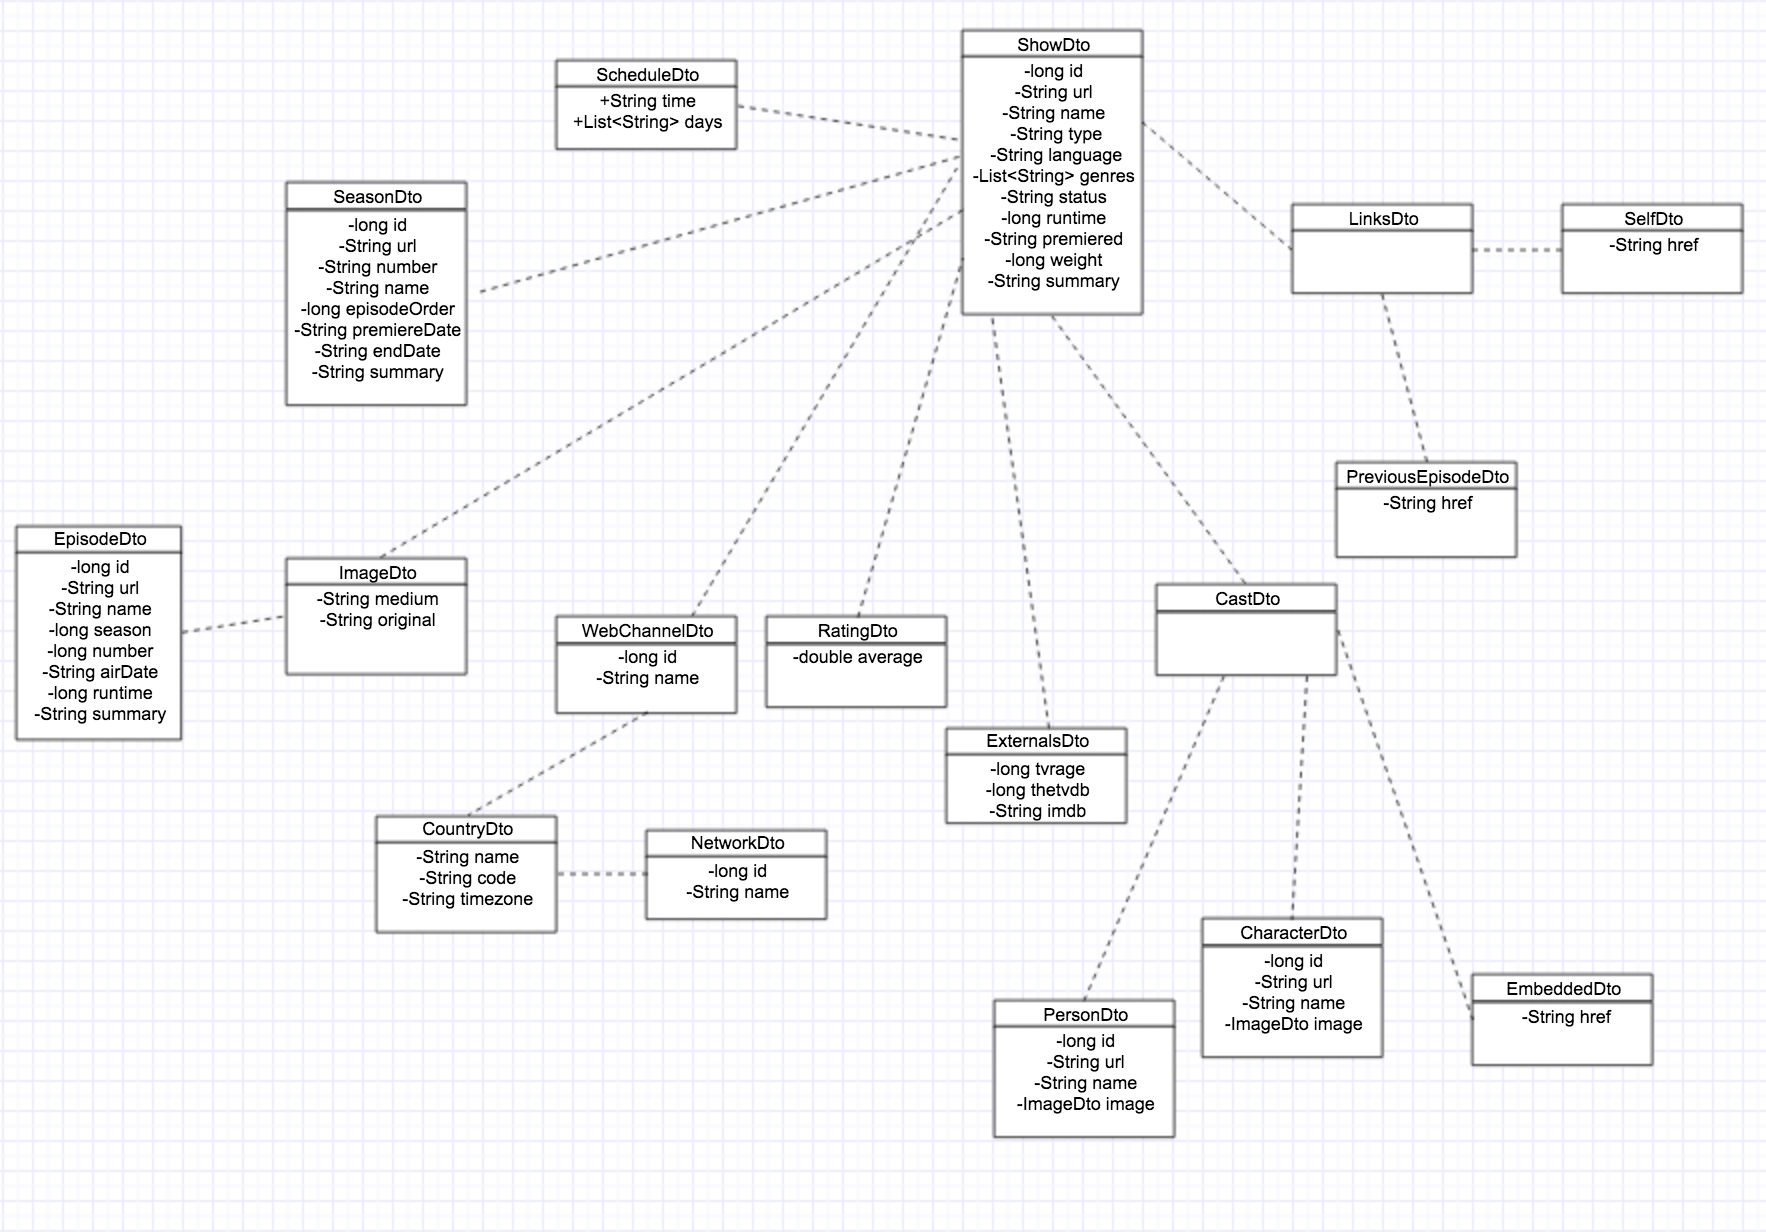 ShowDto
-long id
-String url
-String name
-String type
-String language
-List<String> genres
-String status
-long runtime
-String premiered
-long weight
-String summary
ScheduleDto
+String time
+List<String> days
SeasonDto
-long id
-String url
-String number
-String name
-long episodeOrder
-String premiereDate
-String endDate
-String summary
LinksDto
SelfDto
-String href
PreviousEpisodeDto
-String href
EpisodeDto
-long id
-String url
-String name
-long season
-long number
-String airDate
-long runtime
-String summary
ImageDto
-String medium
-String original
WebChannelDto
-long id
-String name
RatingDto
-double average
CastDto
ExternalsDto
-long tvrage
-long thetvdb
-String imdb
CountryDto
-String name
-String code
-String timezone
NetworkDto
-long id
-String name
CharacterDto
-long id
-String url
-String name
-ImageDto image
EmbeddedDto
-String href
PersonDto
-long id
-String url
-String name
-ImageDto image